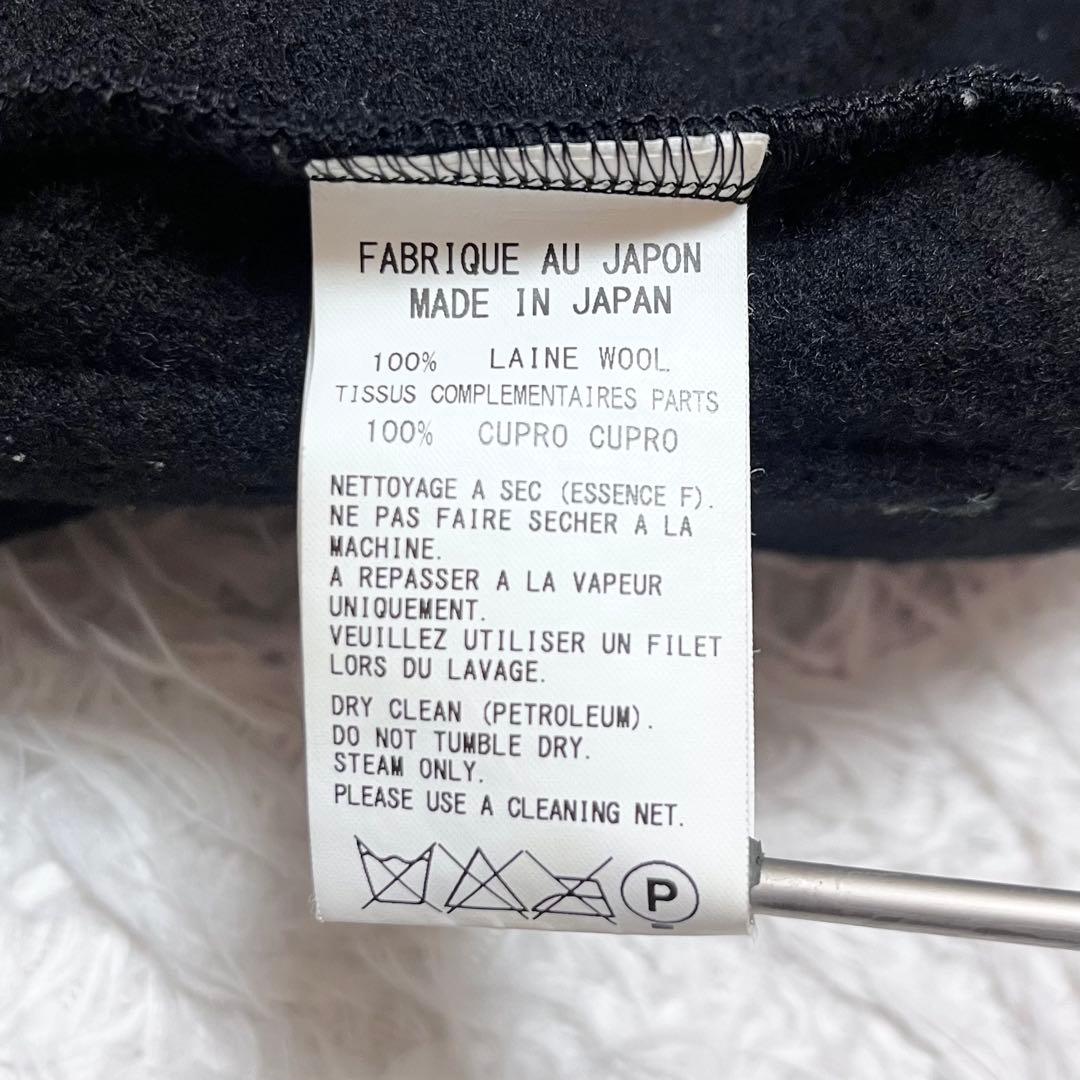 FABRIQUE AU JAPON
MADE IN JAPAN
100% LAINE WOOL
TISSUS COMPLEMENTAIRES PARTS
100% CUPRO CUPRO
NETTOYAGE A SEC (ESSENCE F).
NE PAS FAIRE SECHER A LA
MACHINE.
A REPASSER A LA VAPEUR
UNIQUEMENT.
VEUILLEZ UTILISER UN FILET
LORS DU LAVAGE.
DRY CLEAN (PETROLEUM).
DO NOT TUMBLE DRY.
STEAM ONLY.
PLEASE USE A CLEANING NET.
P